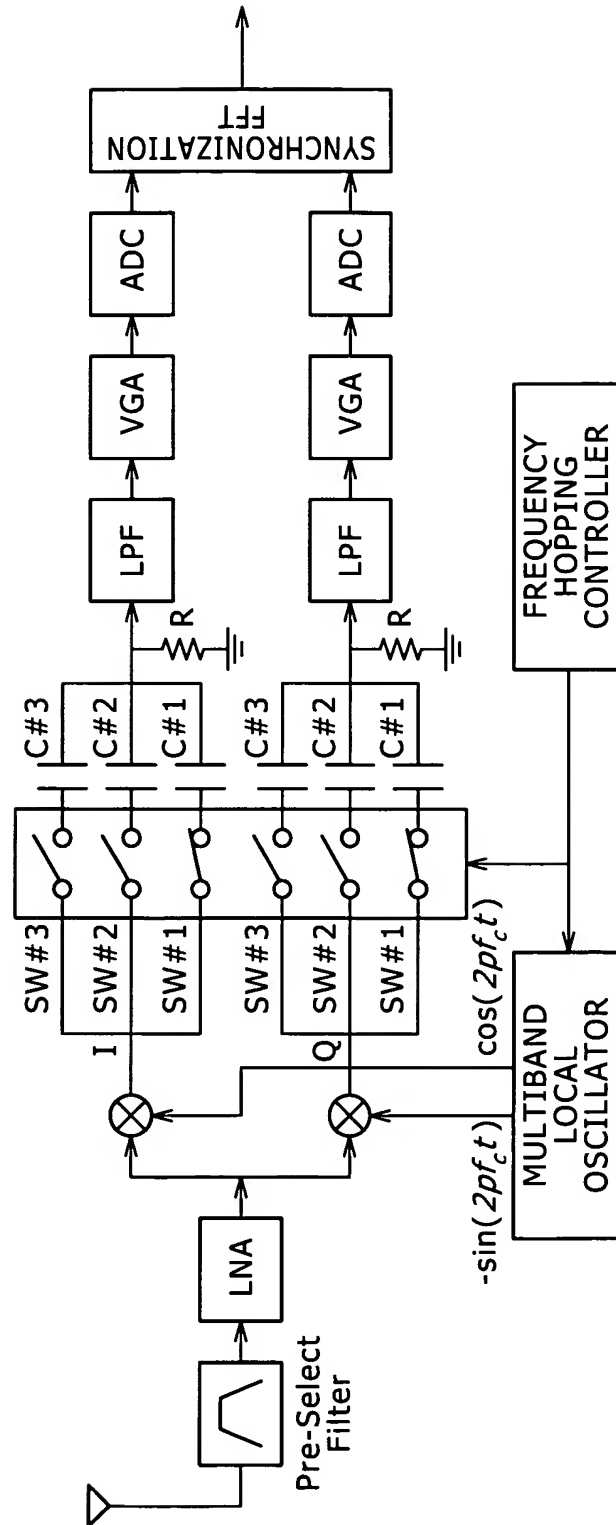 Pre-Select
Filter
LNA
I
Q
SW#3
SW#2
SW#1
SW#3
SW#2
SW#1
C#3
C#2
C#1
C#3
C#2
C#1
R
R
LPF
VGA
ADC
LPF
VGA
ADC
SYNCHRONIZATION
FFT
-sin(2pf_ct)
cos(2pf_ct)
MULTIBAND
LOCAL
OSCILLATOR
FREQUENCY
HOPPING
CONTROLLER